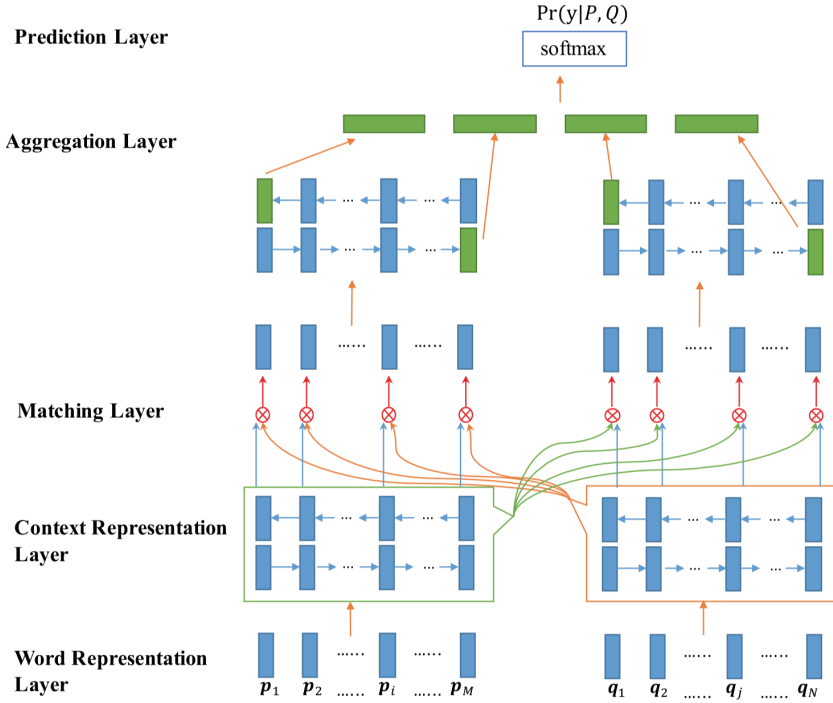 Pr(y|P, Q)
Prediction Layer
softmax
Aggregation Layer
... ... ... ...
... ... ... ...
...... ...... ...... ......
Matching Layer
... ... ... ...
Context Representation
Layer
... ... ... ...
...... ...... ...... ......
Word Representation
Layer
p1 p2 ...... pi ...... pM q1 q2 ...... qj ...... qN